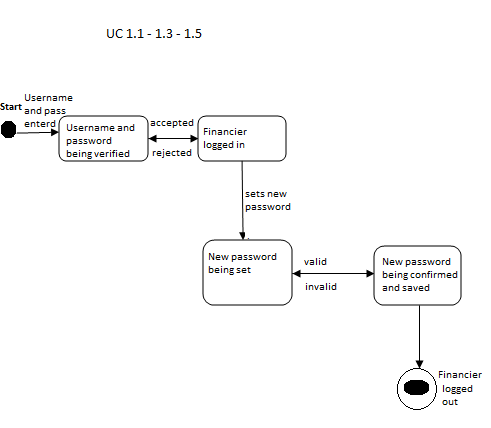 UC 1.1 - 1.3 - 1.5
Start
Username
and pass
enterd
Username and
password
being verified
accepted
rejected
Financier
logged in
sets new
password
New password
being set
valid
invalid
New password
being confirmed
and saved
Financier
logged
out